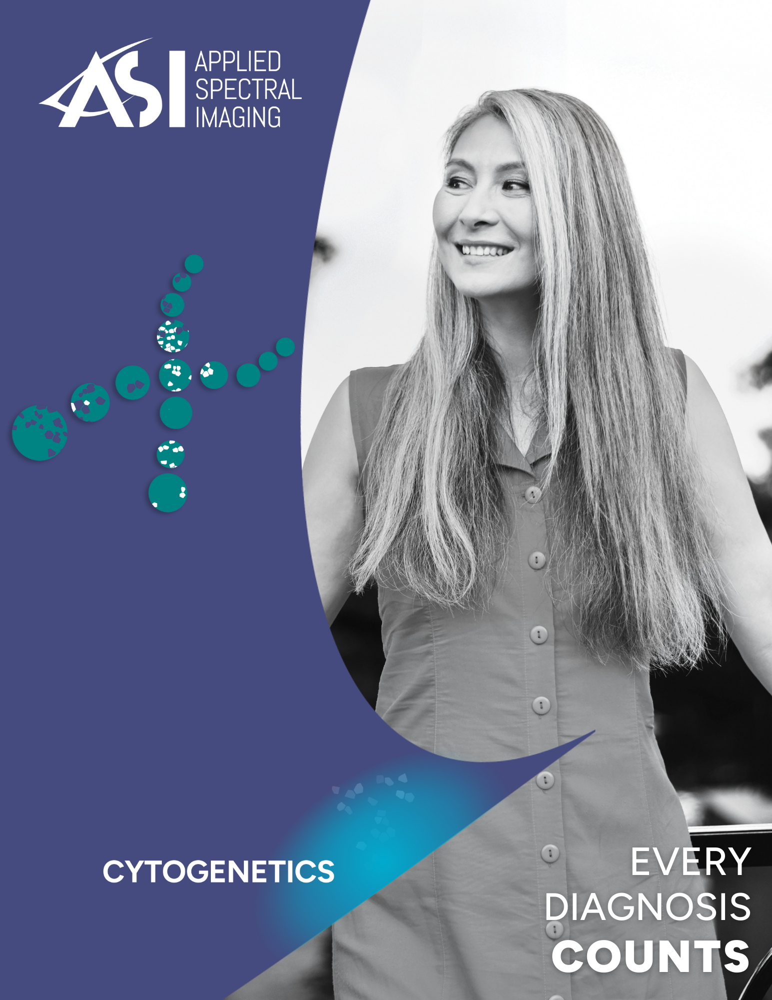 ASI
APPLIED
SPECTRAL
IMAGING
CYTOGENETICS
EVERY
DIAGNOSIS
COUNTS